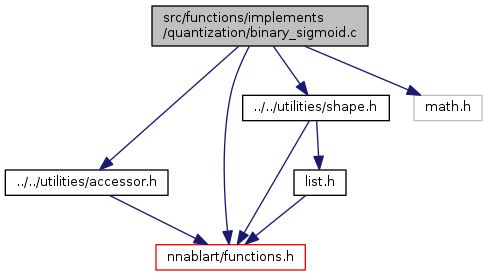 src/functions/implements
/quantization/binary_sigmoid.c
../../utilities/shape.h
math.h
../../utilities/accessor.h
list.h
nnablart/functions.h